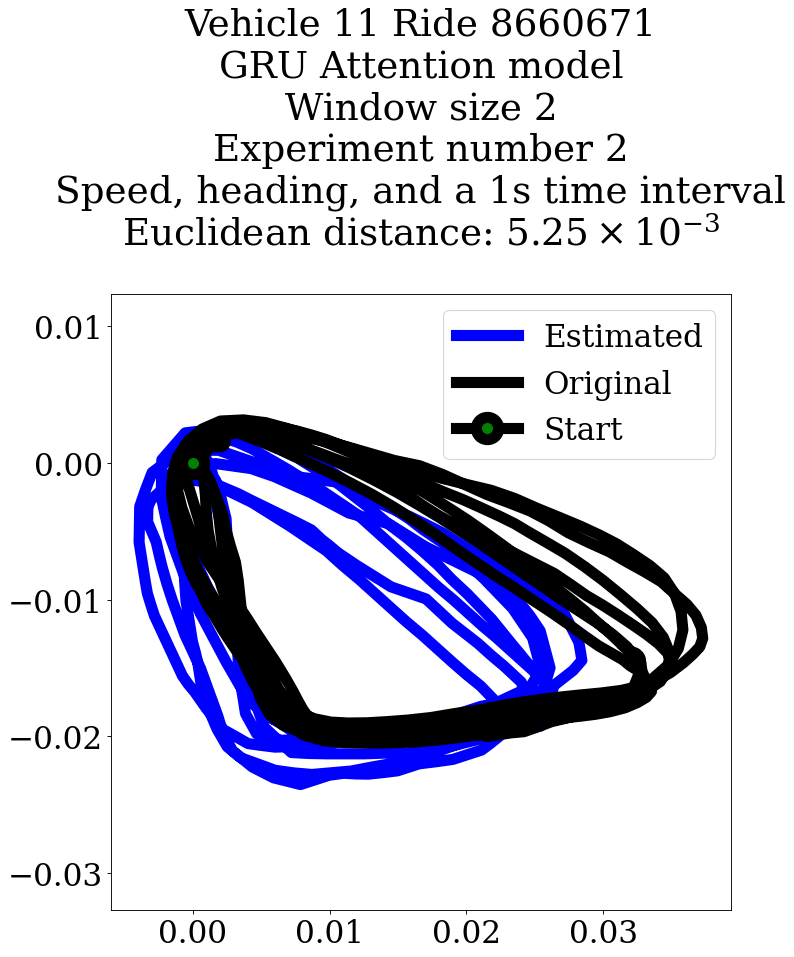 Vehicle 11 Ride 8660671
GRU Attention model
Window size 2
Experiment number 2
Speed, heading, and a 1s time interval
Euclidean distance: 5.25 × 10⁻³
Estimated
Original
Start
0.01
0.00
−0.01
−0.02
−0.03
0.00 0.01 0.02 0.03